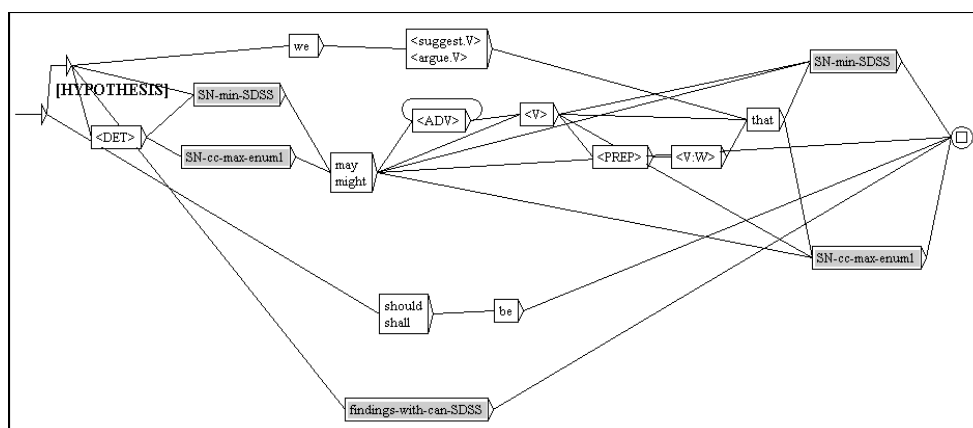 we
<suggest.V>
<argue.V>
[HYPOTHESIS]
SN-min-SDSS
<DET>
SN-cc-max-enum1
may
might
<ADV>
<V>
<PREP>
<V:W>
that
SN-min-SDSS
SN-cc-max-enum1
should
shall
be
findings-with-can-SDSS